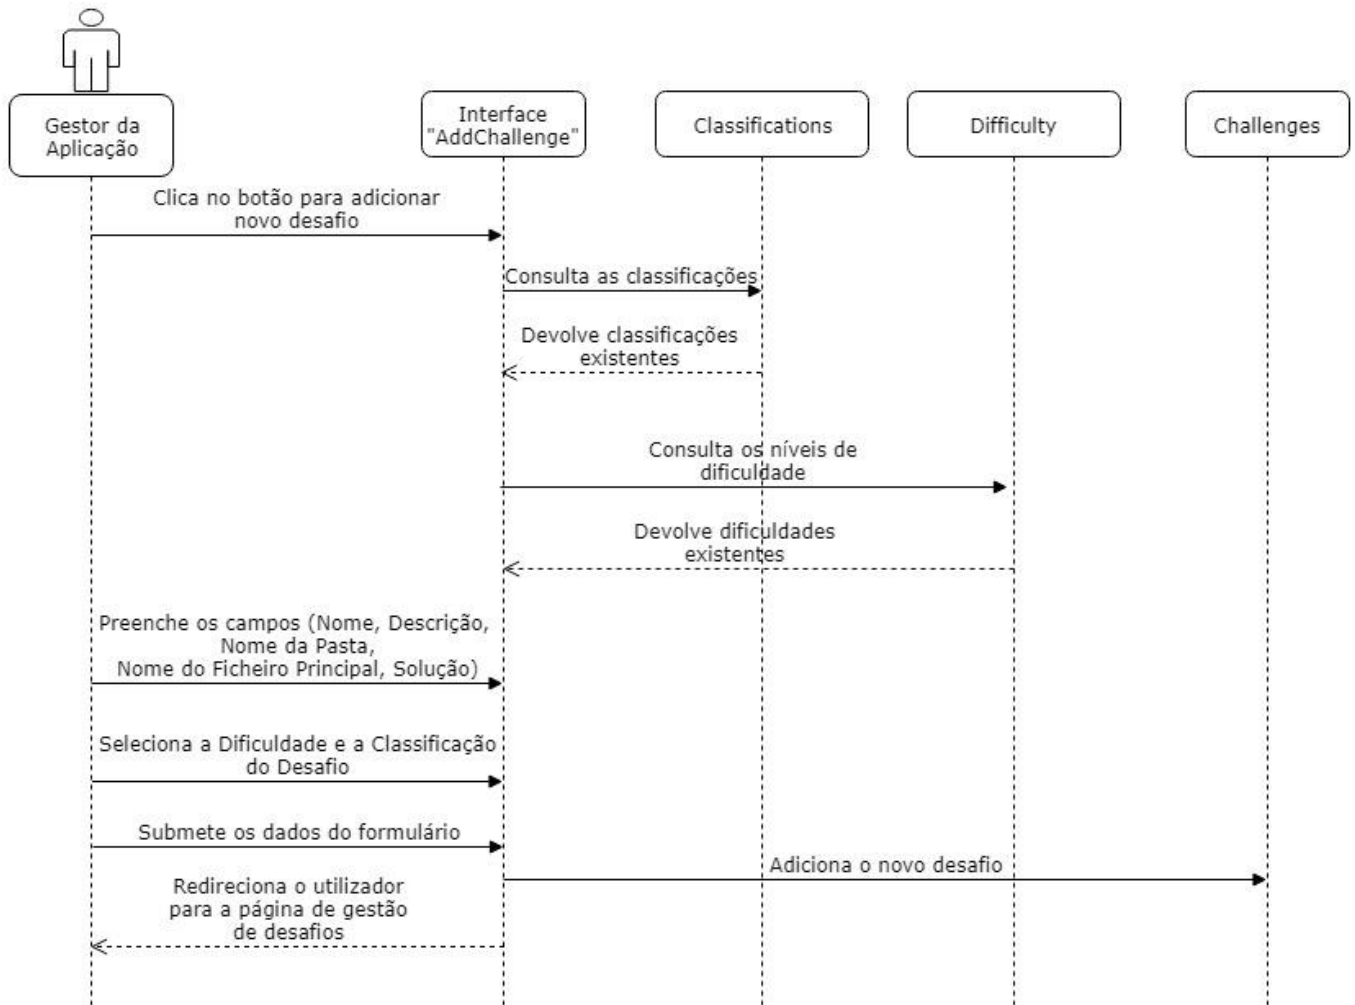 Gestor da
Aplicação
Interface
"AddChallenge"
Classifications
Difficulty
Challenges
Clica no botão para adicionar
novo desafio
Consulta as classificações
Devolve classificações
existentes
Consulta os níveis de
dificuldade
Devolve dificuldades
existentes
Preenche os campos (Nome, Descrição,
Nome da Pasta,
Nome do Ficheiro Principal, Solução)
Seleciona a Dificuldade e a Classificação
do Desafio
Submete os dados do formulário
Adiciona o novo desafio
Redireciona o utilizador
para a página de gestão
de desafios